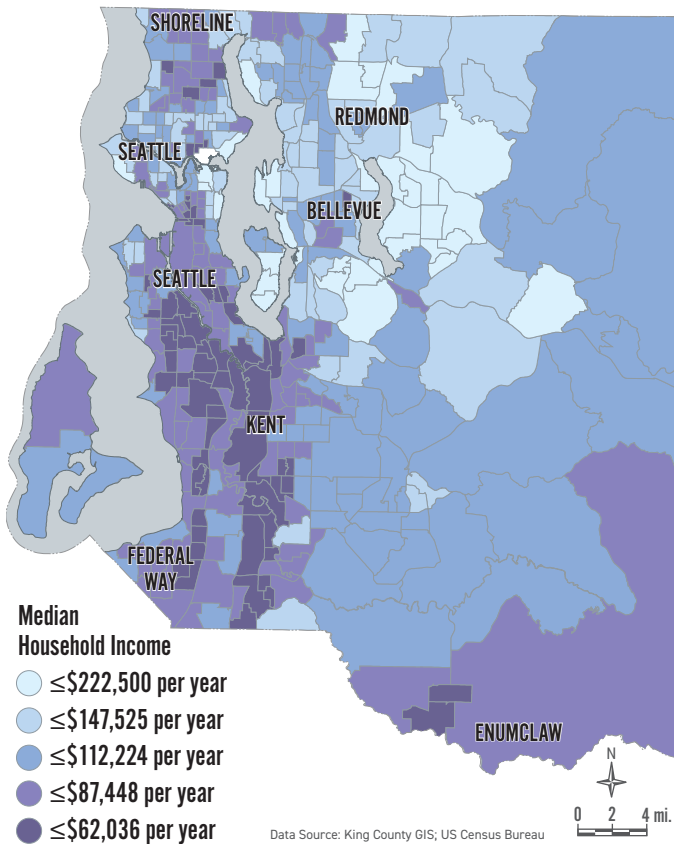 SHORELINE
REDMOND
SEATTLE
BELLEVUE
SEATTLE
KENT
FEDERAL
WAY
ENUMCLAW
Median
Household Income
≤$222,500 per year
≤$147,525 per year
≤$112,224 per year
≤$87,448 per year
≤$62,036 per year
N
0 2 4 mi.
Data Source: King County GIS; US Census Bureau